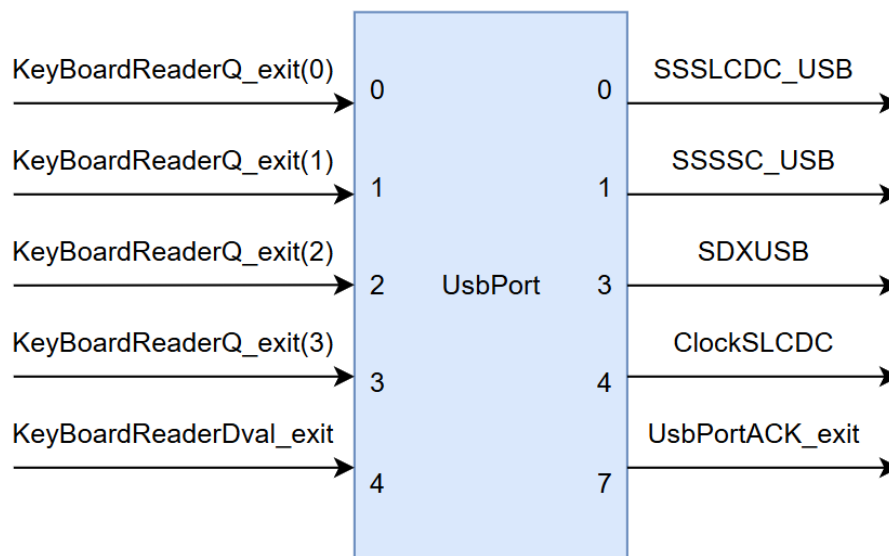 KeyBoardReaderQ_exit(0)
0
0
SSSLCDC_USB
KeyBoardReaderQ_exit(1)
1
1
SSSSC_USB
KeyBoardReaderQ_exit(2)
2
UsbPort
3
SDXUSB
KeyBoardReaderQ_exit(3)
3
4
ClockSLCDC
KeyBoardReaderDval_exit
4
7
UsbPortACK_exit